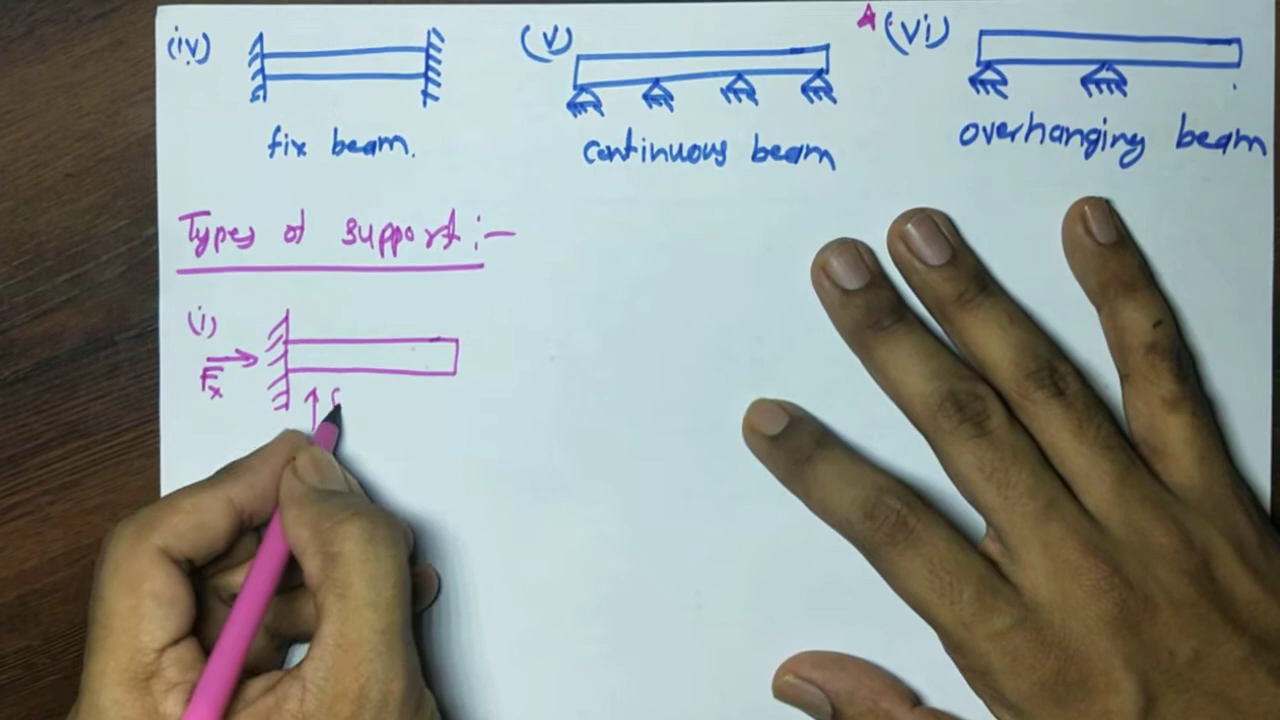 (iv)
fix beam.
(v)
continuous beam
(vi)
overhanging beam
Types of support :-
(i)
Fx